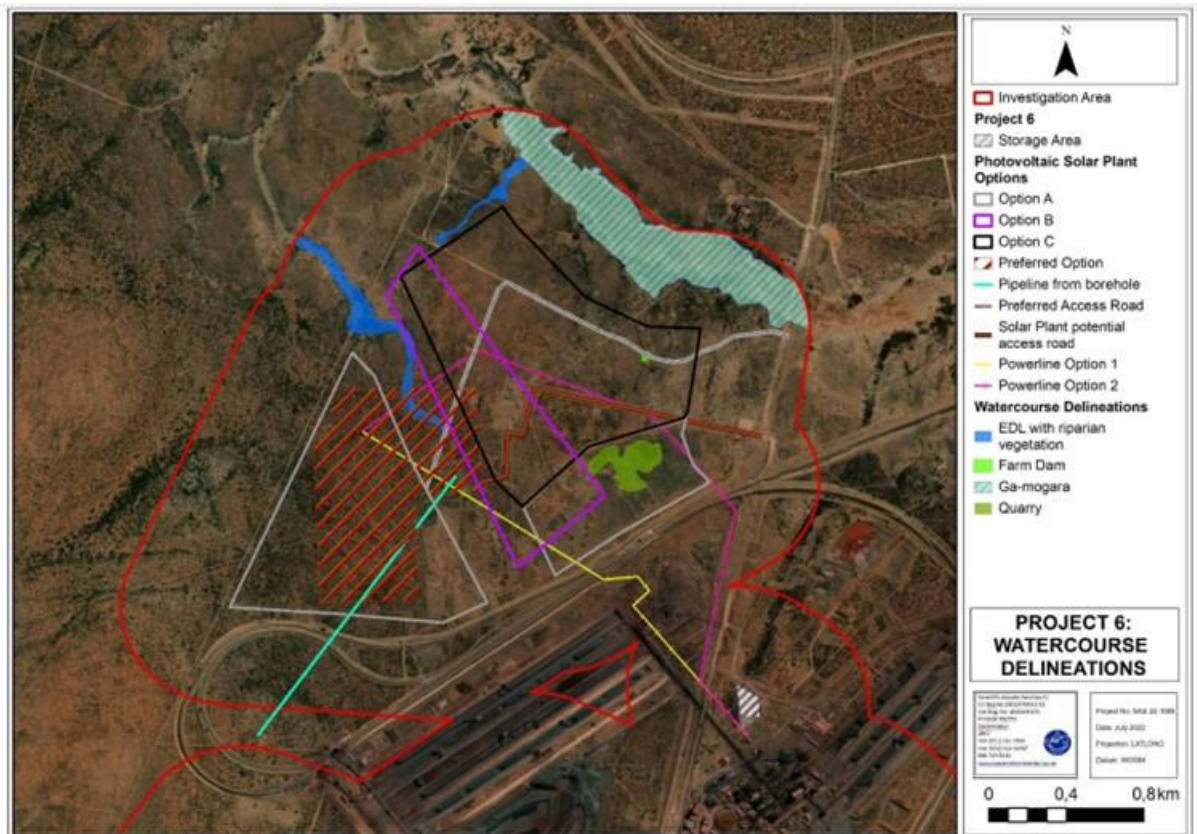 N
Investigation Area
Project 6
Storage Area
Photovoltaic Solar Plant
Options
Option A
Option B
Option C
Preferred Option
Pipeline from borehole
Preferred Access Road
Solar Plant potential
access road
Powerline Option 1
Powerline Option 2
Watercourse Delineations
EDL with riparian
vegetation
Farm Dam
Ga-mogara
Quarry
PROJECT 6:
WATERCOURSE
DELINEATIONS
Date: July 2022
Projection: LATLONG
0 0,4 0,8km